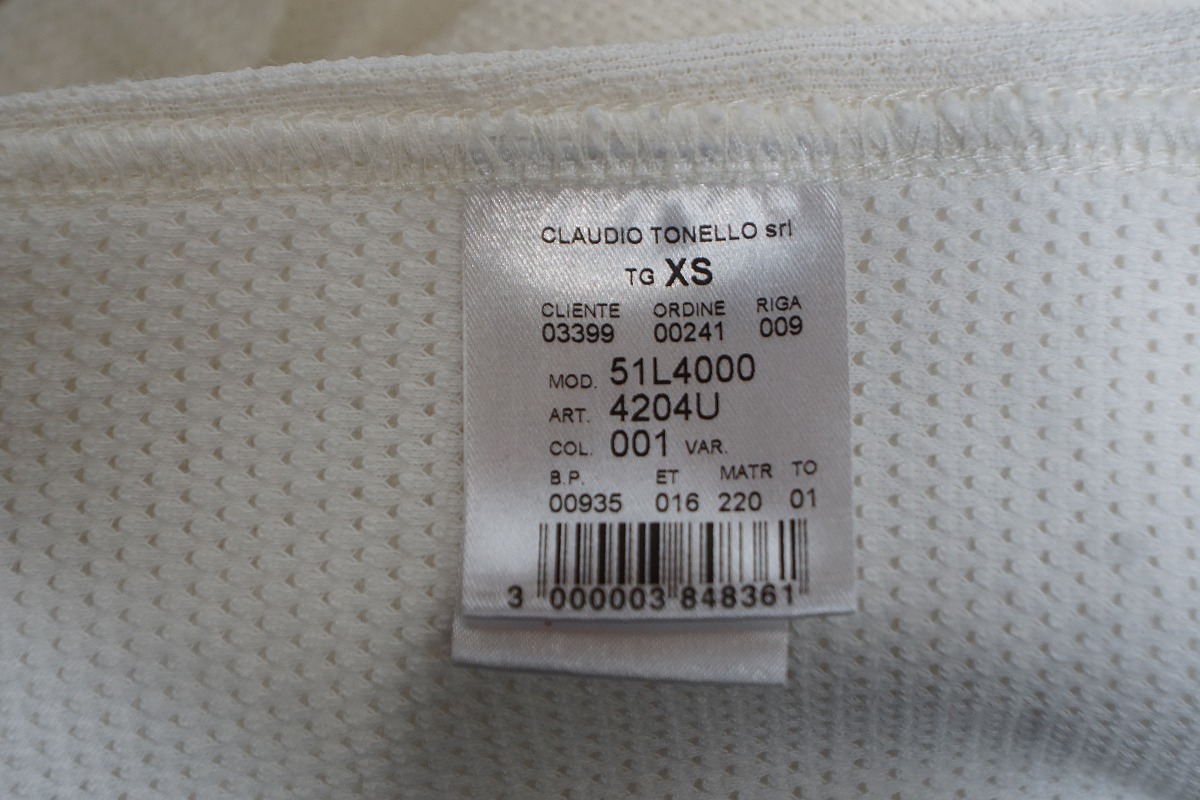 CLAUDIO TONELLO srl
TG XS
CLIENTE ORDINE RIGA
03399 00241 009
MOD. 51L4000
ART. 4204U
COL. 001 VAR.
B.P. ET MATR TO
00935 016 220 01
3 000003 848361